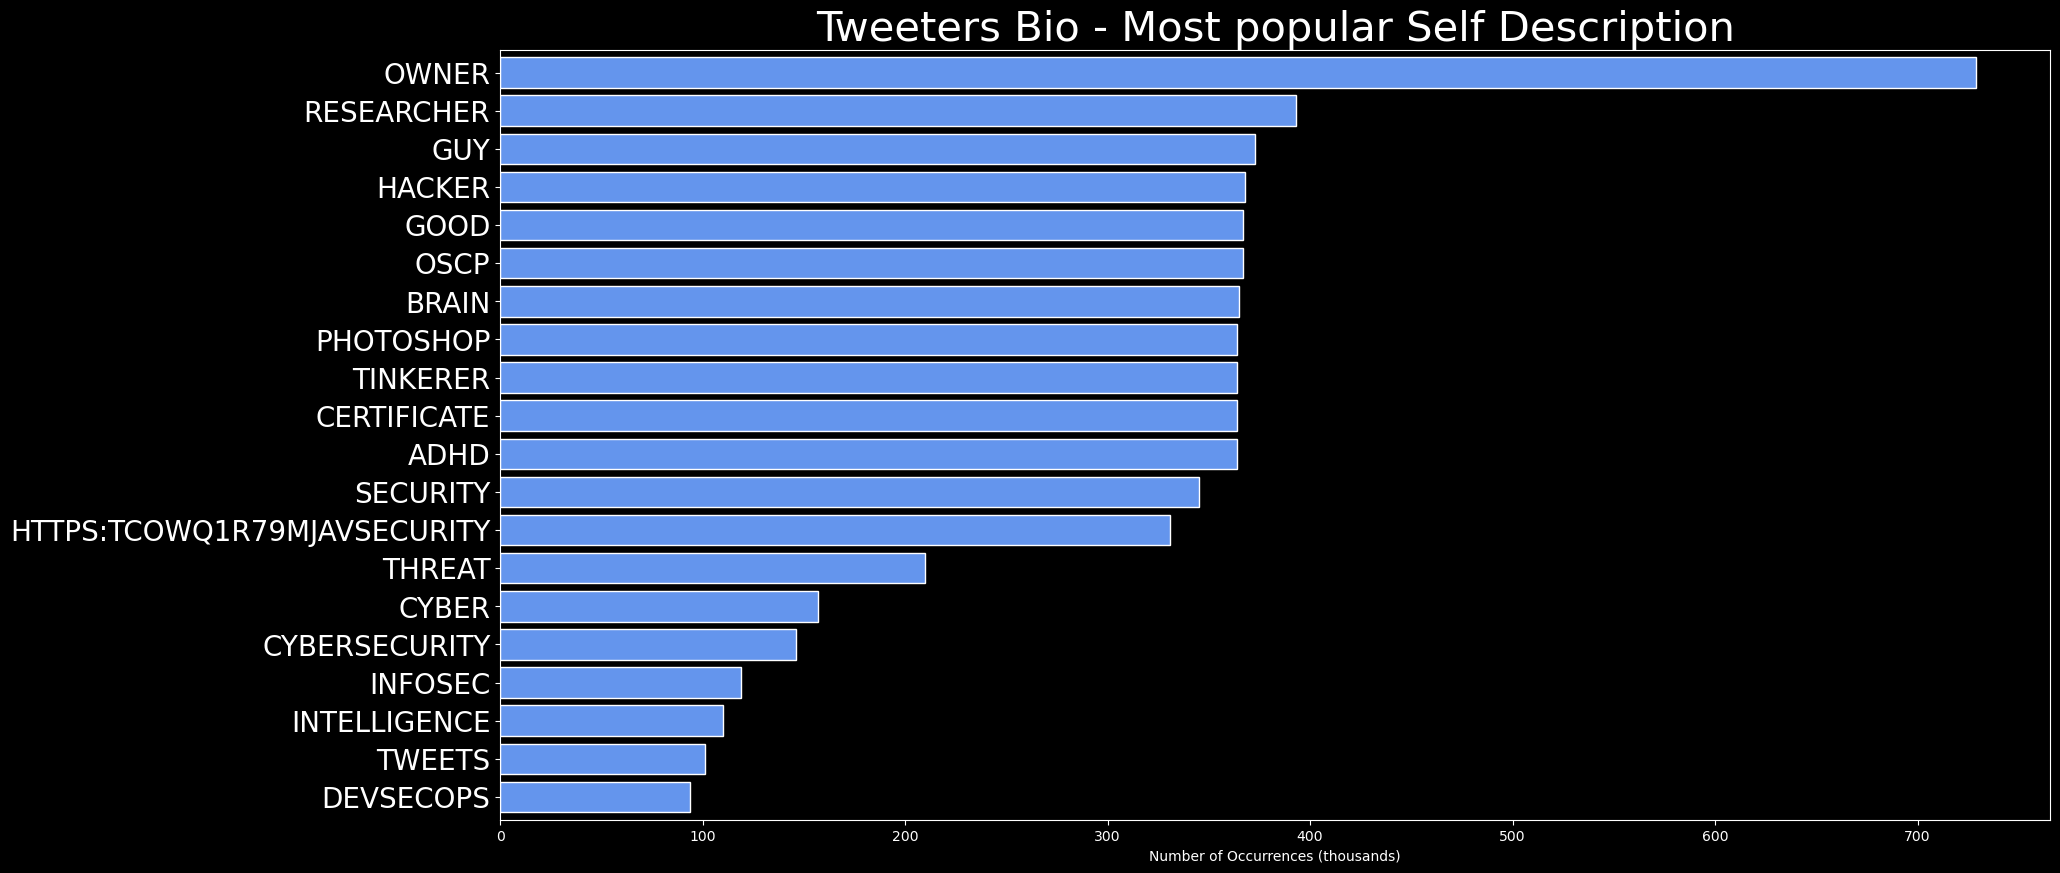 Tweeters Bio - Most popular Self Description
OWNER
RESEARCHER
GUY
HACKER
GOOD
OSCP
BRAIN
PHOTOSHOP
TINKERER
CERTIFICATE
ADHD
SECURITY
HTTPS:TCOWQ1R79MJAVSECURITY
THREAT
CYBER
CYBERSECURITY
INFOSEC
INTELLIGENCE
TWEETS
DEVSECOPS
0 100 200 300 400 500 600 700
Number of Occurrences (thousands)